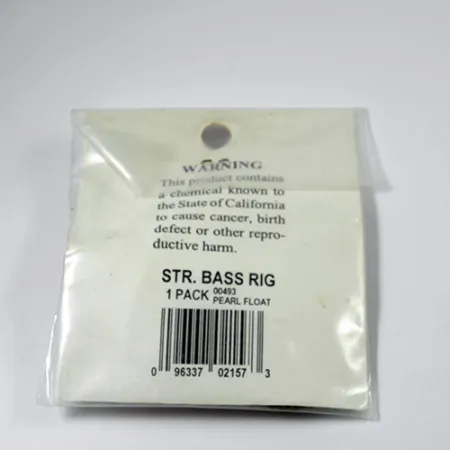 WARNING
This product contains
a chemical known to
the State of California
to cause cancer, birth
defect or other repro-
ductive harm.
STR. BASS RIG
1 PACK 00493
PEARL FLOAT
0 96337 02157 3